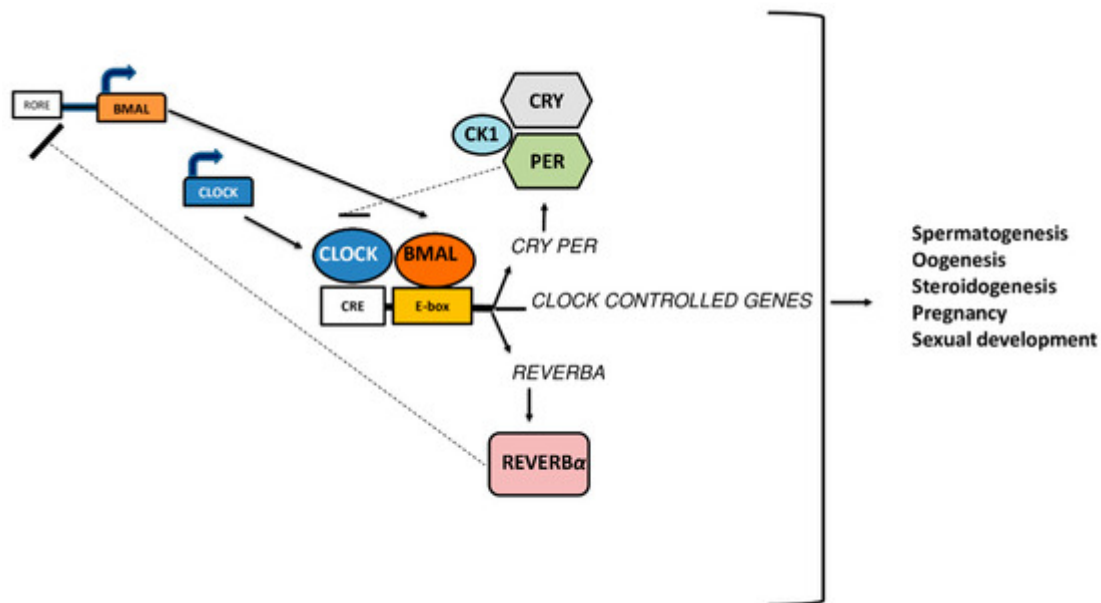 CRY
RORE
BMAL
CK1
PER
CLOCK
CRY PER
CLOCK
BMAL
CRE
E-box
CLOCK CONTROLLED GENES
REVERBA
REVERBα
Spermatogenesis
Oogenesis
Steroidogenesis
Pregnancy
Sexual development